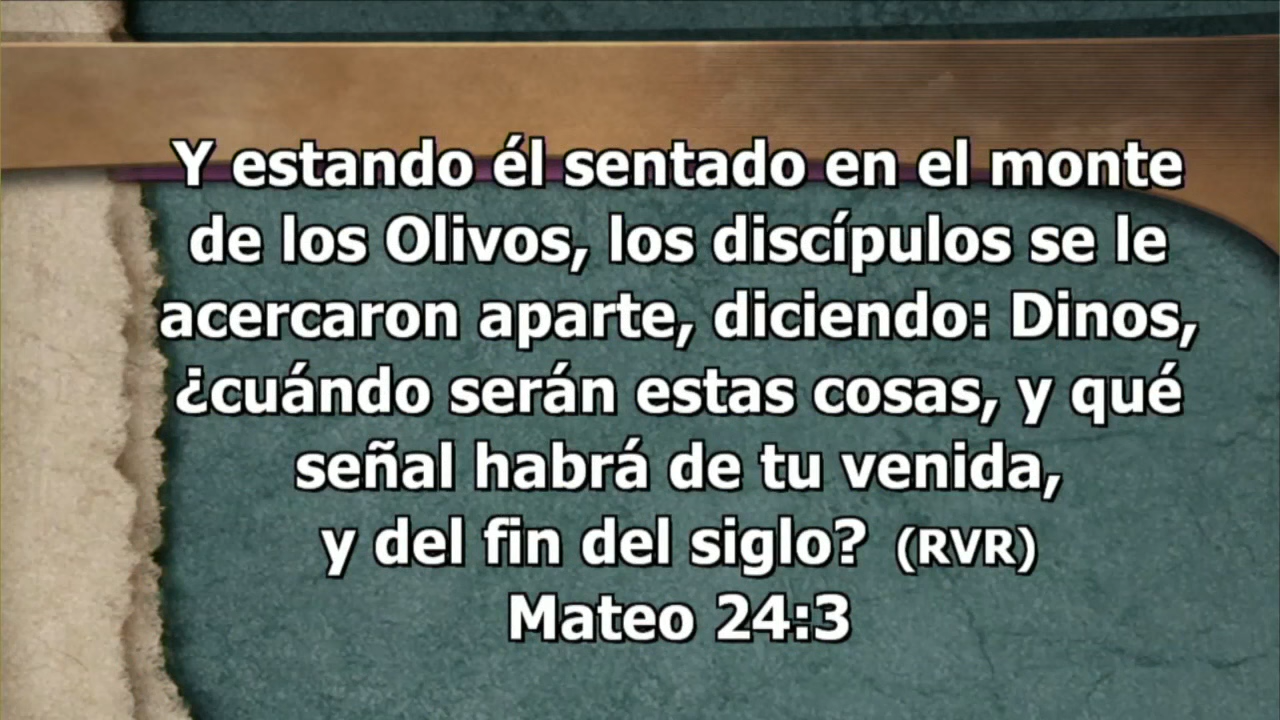 Y estando él sentado en el monte
de los Olivos, los discípulos se le
acercaron aparte, diciendo: Dinos,
¿cuándo serán estas cosas, y qué
señal habrá de tu venida,
y del fin del siglo? (RVR)
Mateo 24:3